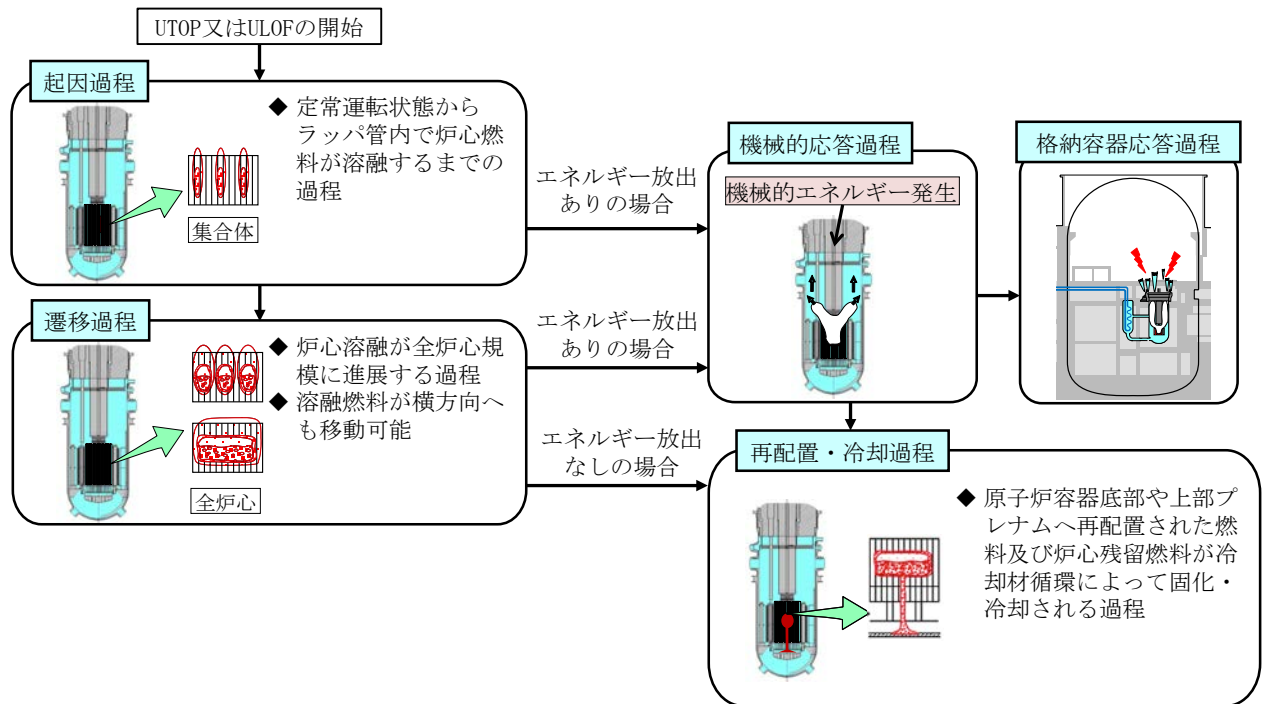 UTOP又はULOFの開始
起因過程
◆ 定常運転状態から
ラッパ管内で炉心燃
料が溶融するまでの
過程
集合体
エネルギー放出
ありの場合
機械的応答過程
機械的エネルギー発生
格納容器応答過程
遷移過程
◆ 炉心溶融が全炉心規
模に進展する過程
◆ 溶融燃料が横方向へ
も移動可能
全炉心
エネルギー放出
ありの場合
エネルギー放出
なしの場合
再配置・冷却過程
◆ 原子炉容器底部や上部プ
レナムへ再配置された燃
料及び炉心残留燃料が冷
却材循環によって固化・
冷却される過程